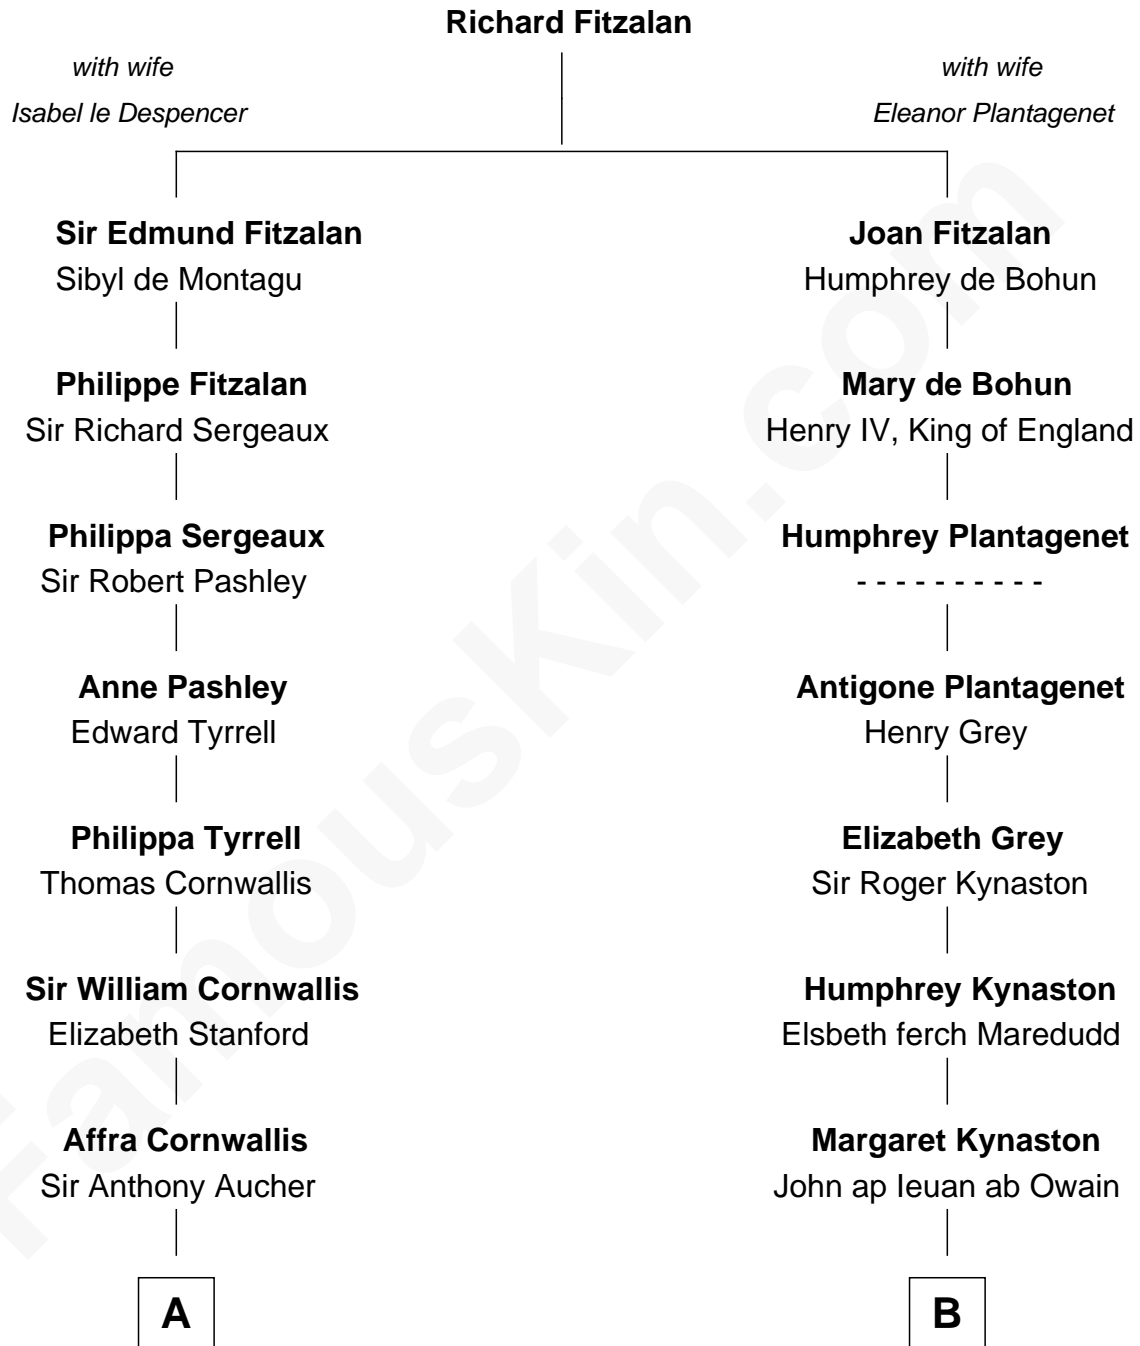 Richard Fitzalan
with wife
Isabel le Despencer
with wife
Eleanor Plantagenet
Sir Edmund Fitzalan
Sibyl de Montagu
Joan Fitzalan
Humphrey de Bohun
Philippe Fitzalan
Sir Richard Sergeaux
Mary de Bohun
Henry IV, King of England
Philippa Sergeaux
Sir Robert Pashley
Humphrey Plantagenet
- - - - - - - - - -
Anne Pashley
Edward Tyrrell
Antigone Plantagenet
Henry Grey
Philippa Tyrrell
Thomas Cornwallis
Elizabeth Grey
Sir Roger Kynaston
Sir William Cornwallis
Elizabeth Stanford
Humphrey Kynaston
Elsbeth ferch Maredudd
Affra Cornwallis
Sir Anthony Aucher
Margaret Kynaston
John ap Ieuan ab Owain
A
B
FamousKin.com